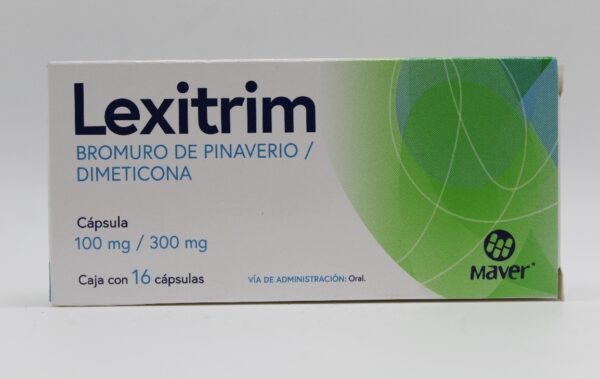 Lexitrim
BROMURO DE PINAVERIO /
DIMETICONA
Cápsula
100 mg / 300 mg
Caja con 16 cápsulas
VÍA DE ADMINISTRACIÓN: Oral.
Maver®